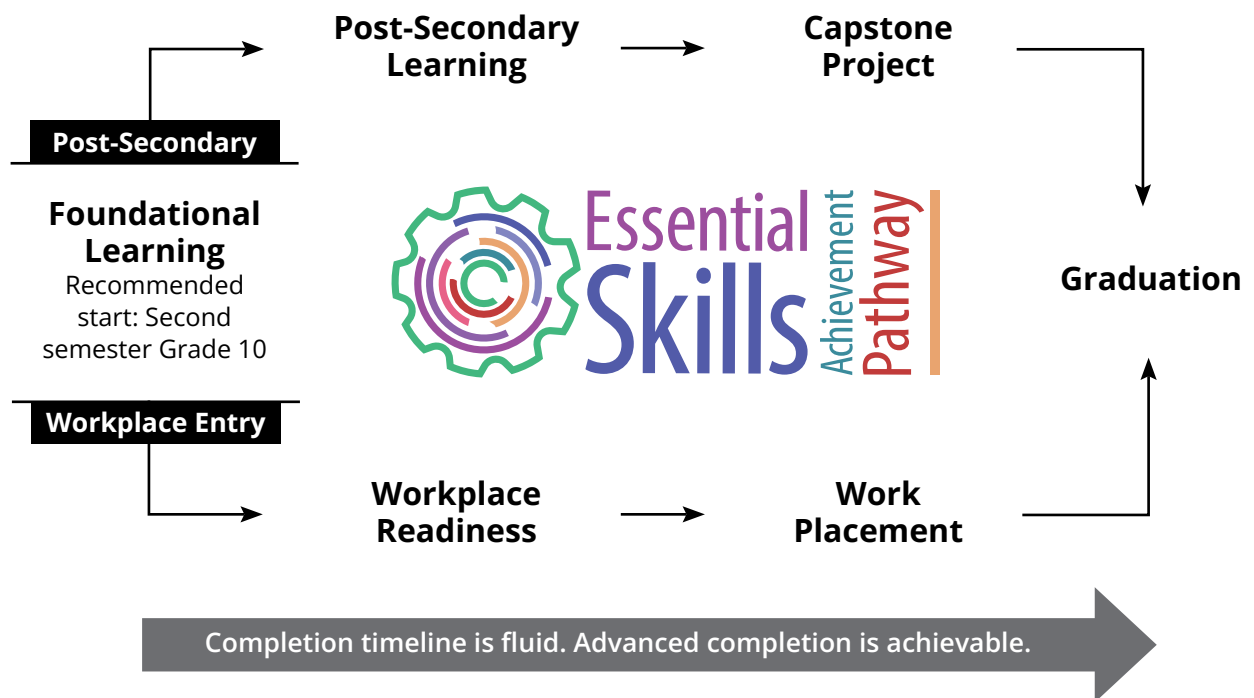 Post-Secondary
Learning
Capstone
Project
Post-Secondary
Foundational
Learning
Recommended
start: Second
semester Grade 10
Essential
Skills
Achievement
Pathway
Graduation
Workplace Entry
Workplace
Readiness
Work
Placement
Completion timeline is fluid. Advanced completion is achievable.